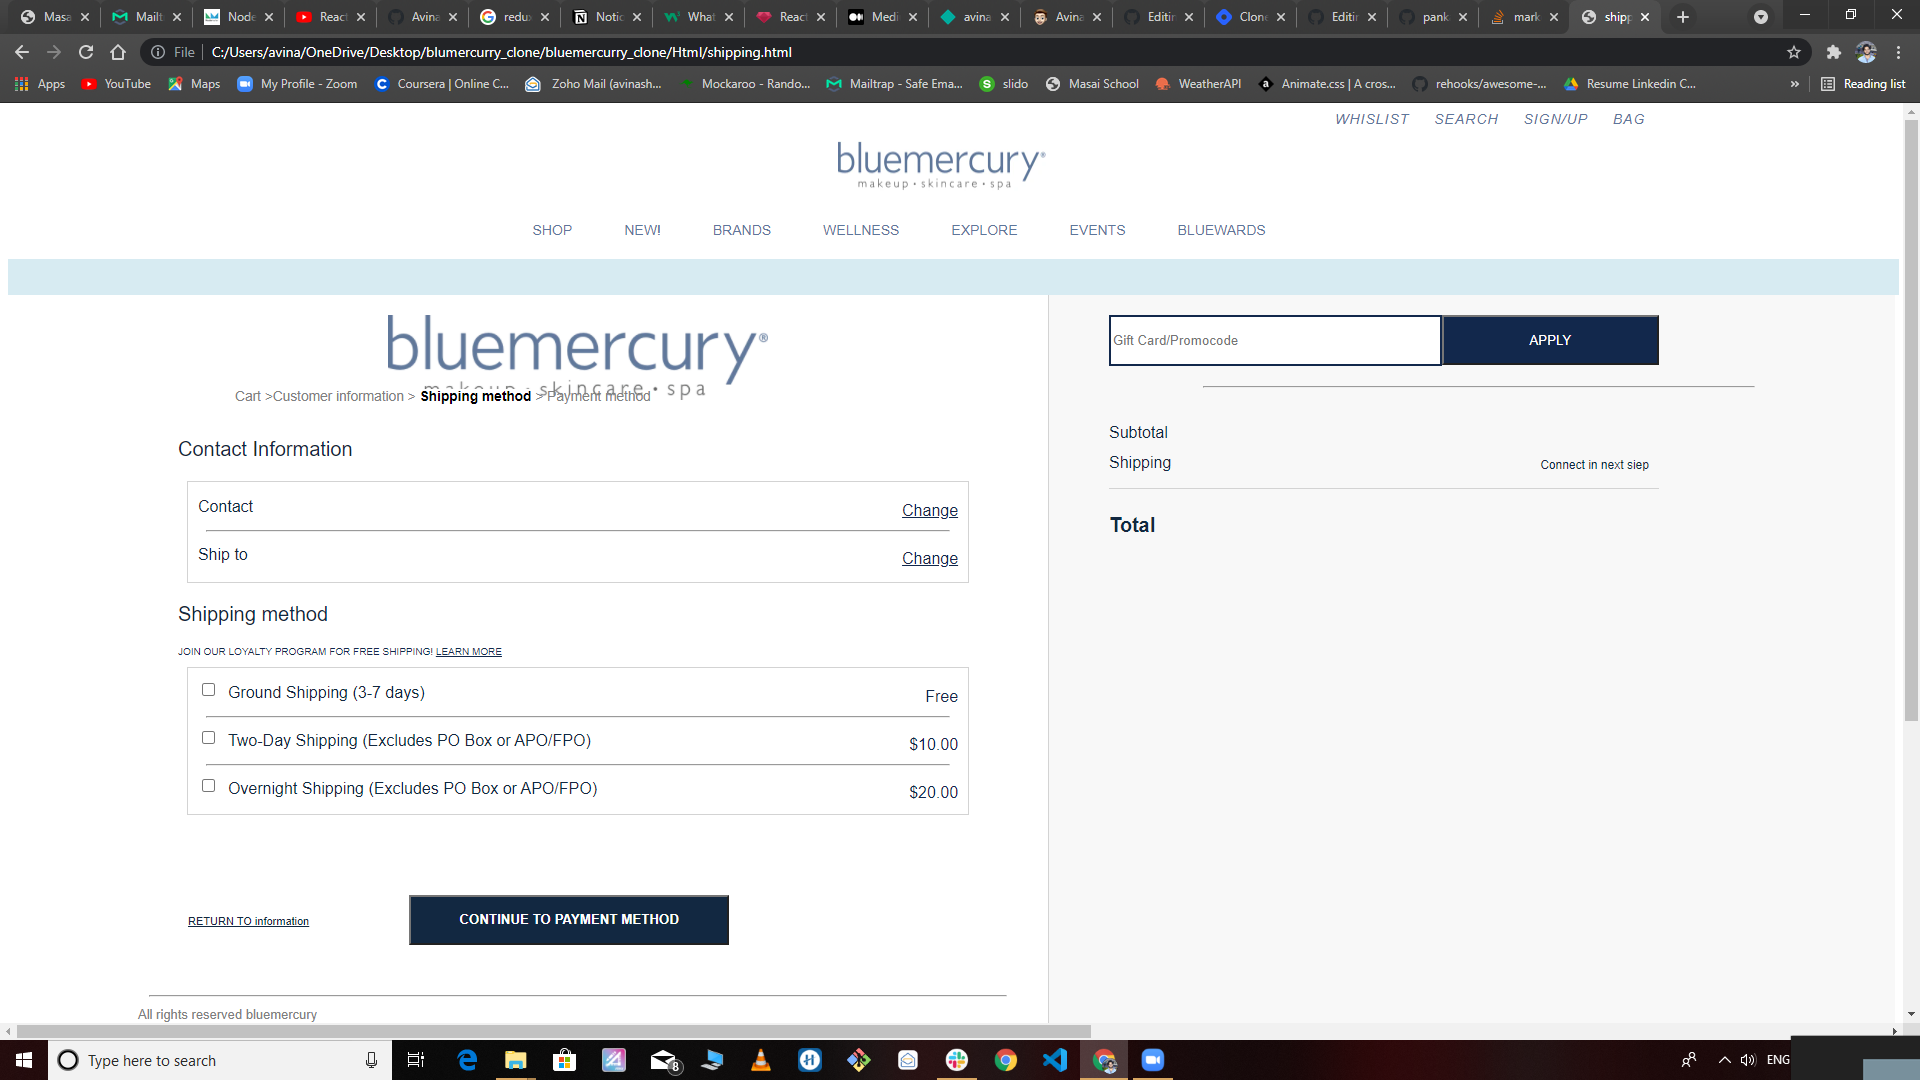 Masa Mailt Node React Avina redux Notic What React Medi avina Avina Editin Clone Editin pank mark shipp
File C:/Users/avina/OneDrive/Desktop/blumercurry_clone/bluemercurry_clone/Html/shipping.html
Apps YouTube Maps My Profile - Zoom Coursera | Online C... Zoho Mail (avinash... Mockaroo - Rando... Mailtrap - Safe Ema... slido Masai School WeatherAPI Animate.css | A cros... rehooks/awesome-... Resume Linkedin C... » Reading list
WHISLIST SEARCH SIGN/UP BAG
bluemercury®
makeup • skincare • spa
SHOP NEW! BRANDS WELLNESS EXPLORE EVENTS BLUEWARDS
bluemercury®
makeup • skincare • spa
Cart >Customer information > Shipping method > Payment method
Contact Information
Contact Change
Ship to Change
Shipping method
JOIN OUR LOYALTY PROGRAM FOR FREE SHIPPING! LEARN MORE
Ground Shipping (3-7 days) Free
Two-Day Shipping (Excludes PO Box or APO/FPO) $10.00
Overnight Shipping (Excludes PO Box or APO/FPO) $20.00
RETURN TO information CONTINUE TO PAYMENT METHOD
All rights reserved bluemercury
Gift Card/Promocode APPLY
Subtotal
Shipping Connect in next siep
Total
Type here to search 8 ENG